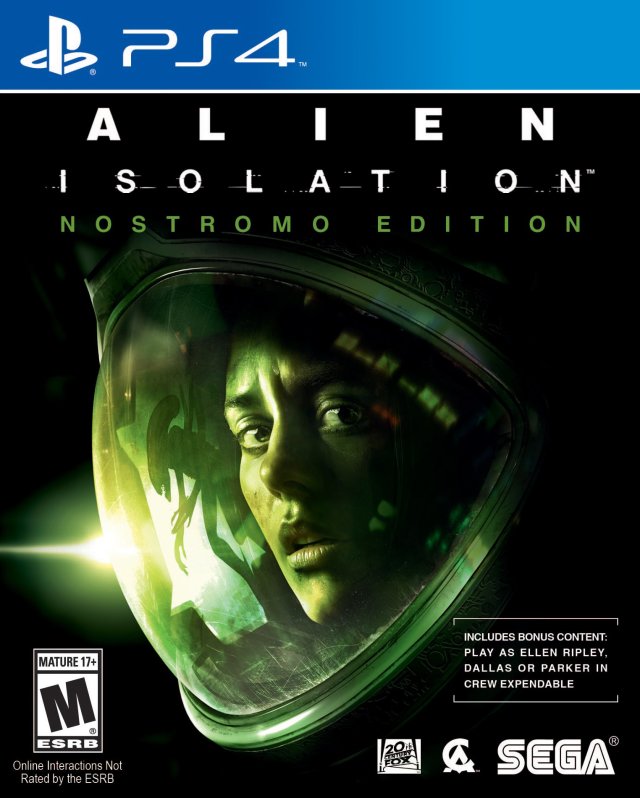 PS4
ALIEN
ISOLATION™
NOSTROMO EDITION
INCLUDES BONUS CONTENT:
PLAY AS ELLEN RIPLEY,
DALLAS OR PARKER IN
CREW EXPENDABLE
MATURE 17+
M
ESRB
Online Interactions Not
Rated by the ESRB
20th
CENTURY
FOX
SEGA®